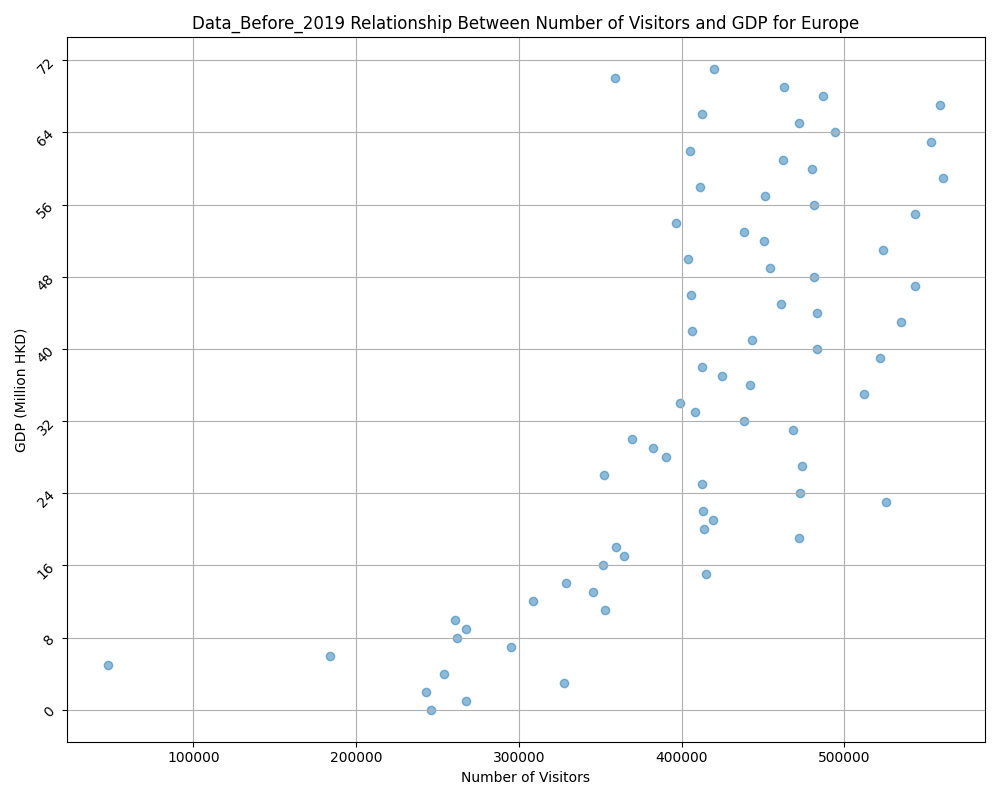 Data_Before_2019 Relationship Between Number of Visitors and GDP for Europe
GDP (Million HKD)
72
64
56
48
40
32
24
16
8
0
100000 200000 300000 400000 500000
Number of Visitors